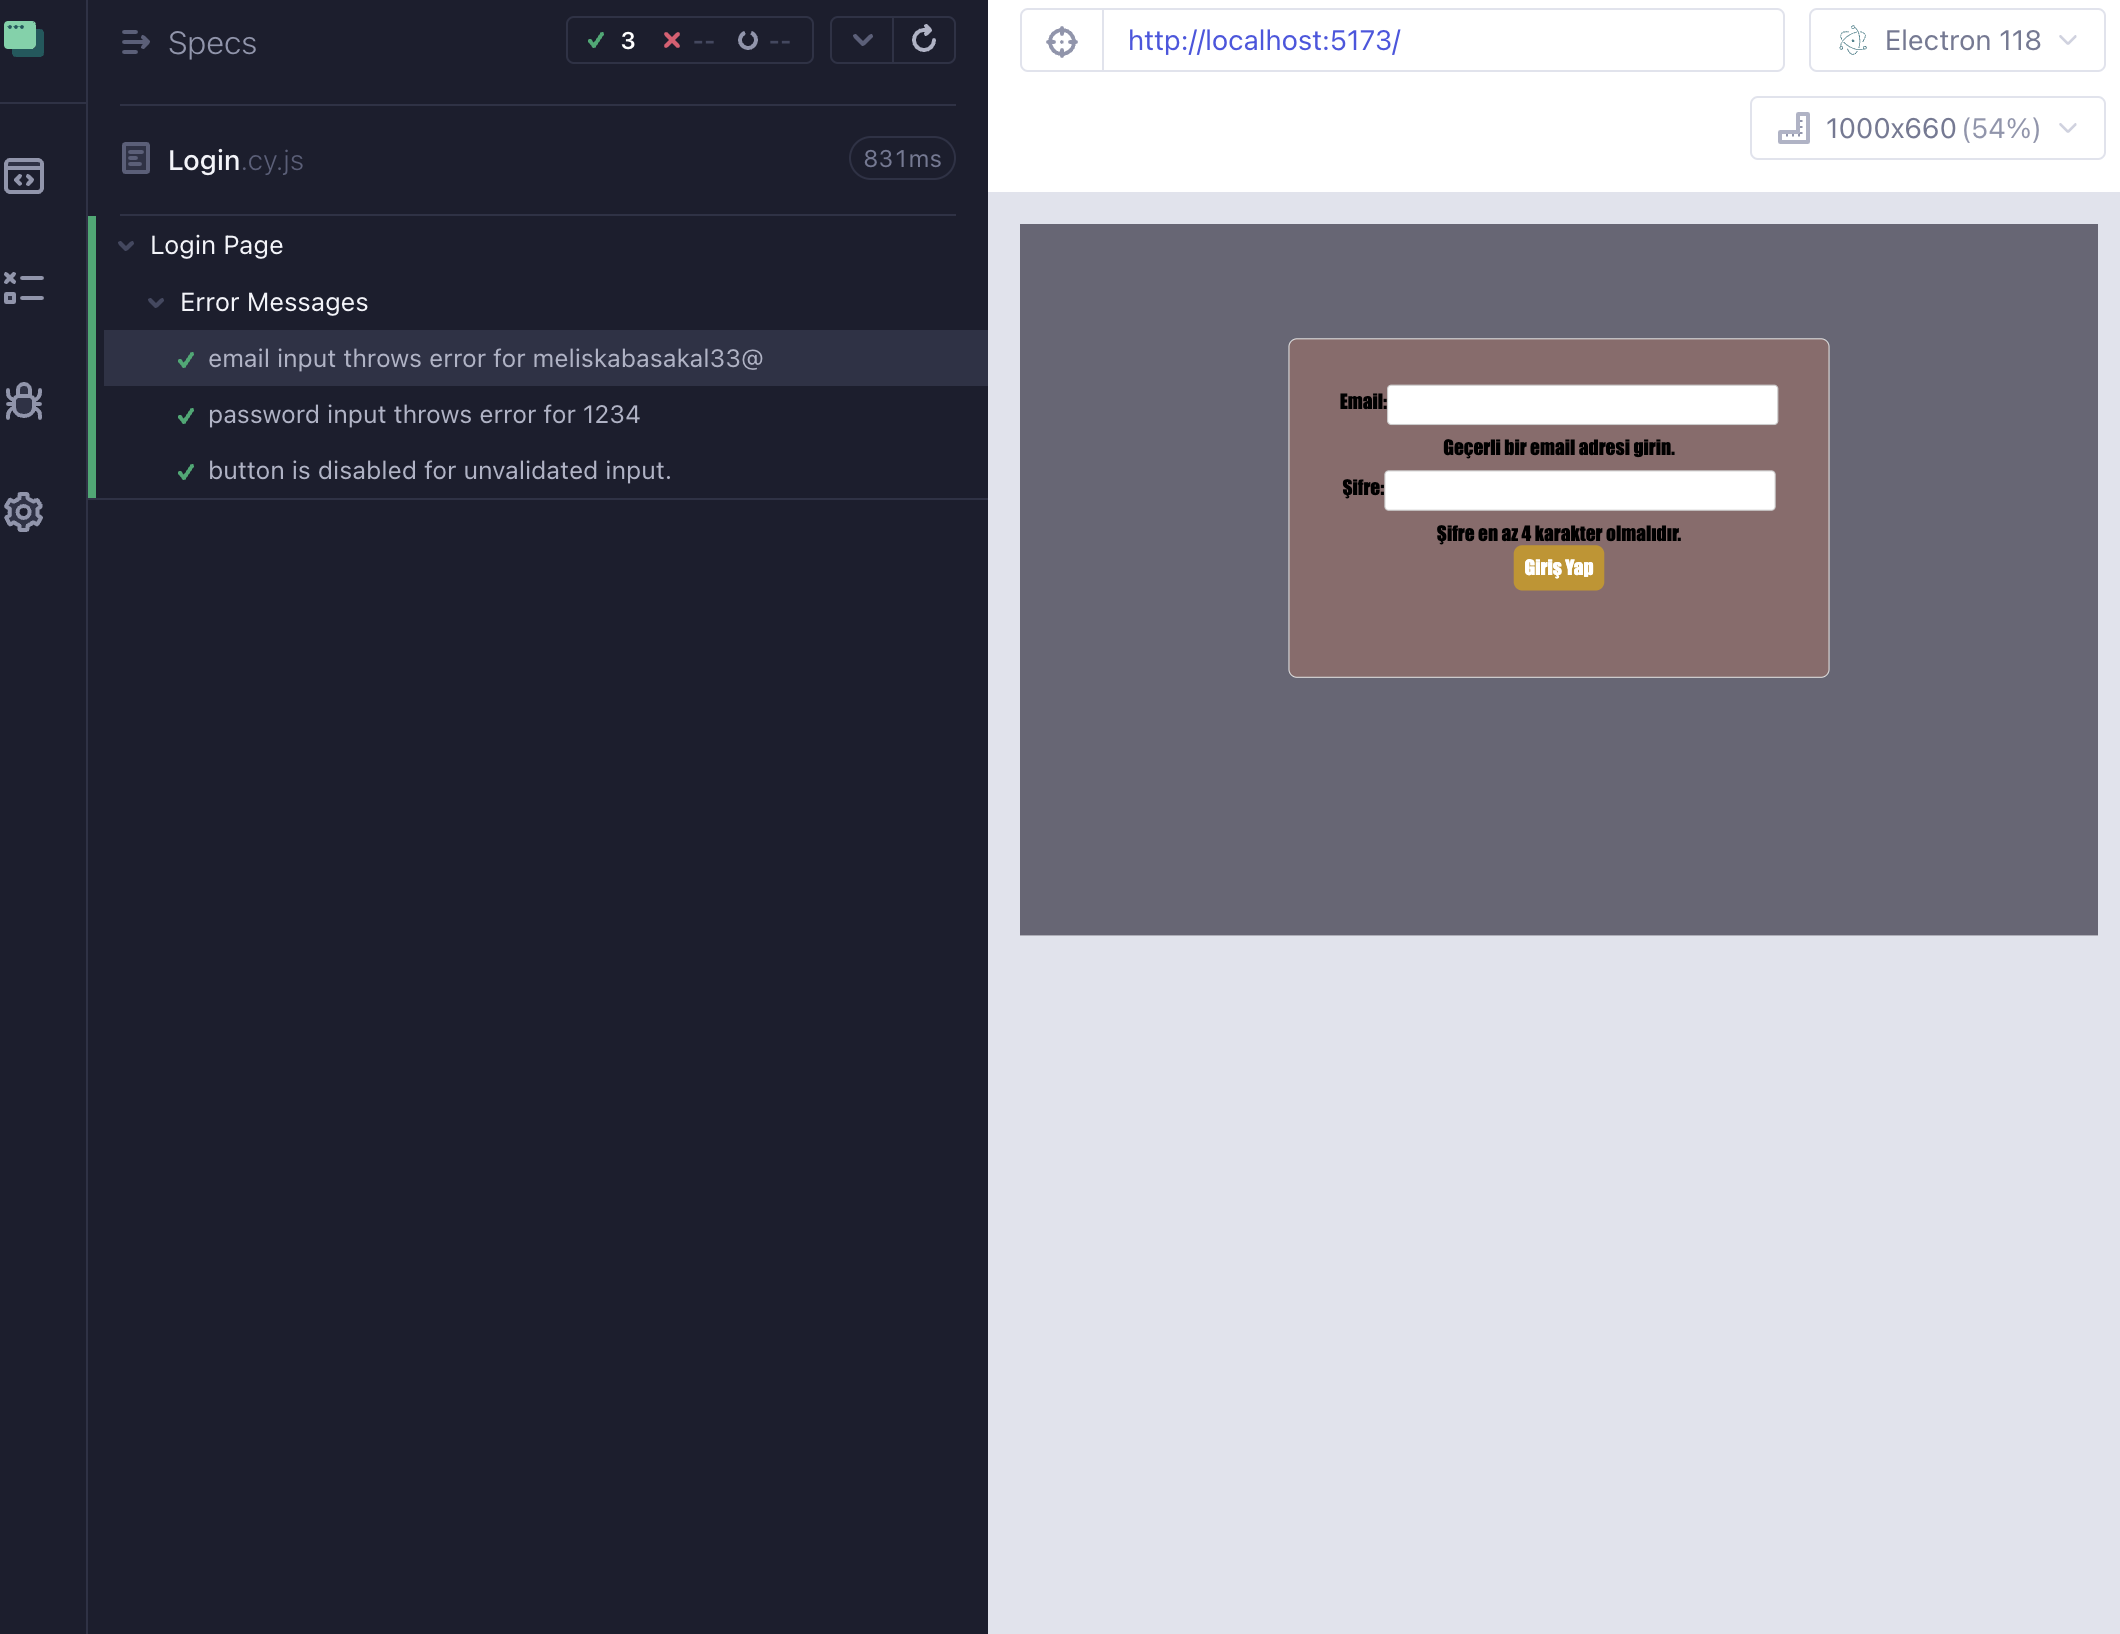 Specs
3 -- --
Login.cy.js
831ms
Login Page
Error Messages
email input throws error for meliskabasakal33@
password input throws error for 1234
button is disabled for unvalidated input.
http://localhost:5173/
Electron 118
1000x660 (54%)
Email:
Geçerli bir email adresi girin.
Şifre:
Şifre en az 4 karakter olmalıdır.
Giriş Yap